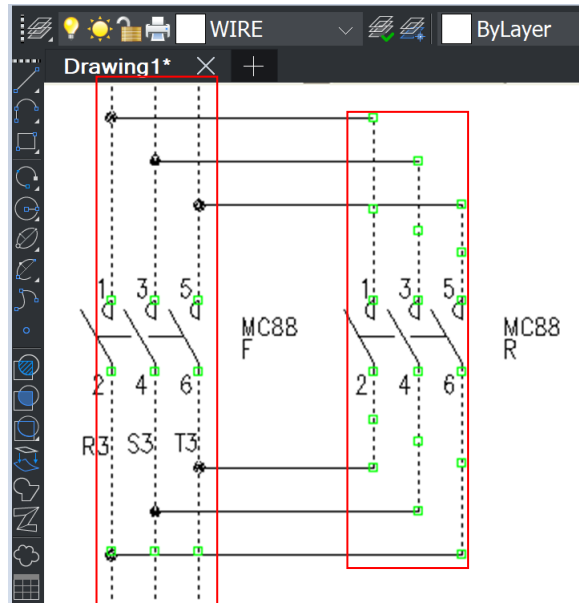 WIRE ByLayer
Drawing1*
1 3 5 1 3 5
MC88 MC88
F R
2 4 6 2 4 6
R3 S3 T3